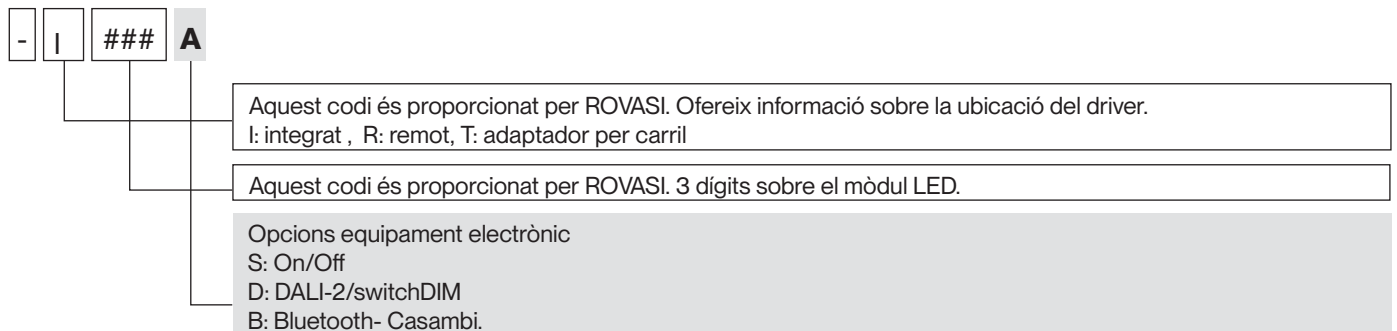 - I ### A
Aquest codi és proporcionat per ROVASI. Ofereix informació sobre la ubicació del driver.
I: integrat , R: remot, T: adaptador per carril
Aquest codi és proporcionat per ROVASI. 3 dígits sobre el mòdul LED.
Opcions equipament electrònic
S: On/Off
D: DALI-2/switchDIM
B: Bluetooth- Casambi.